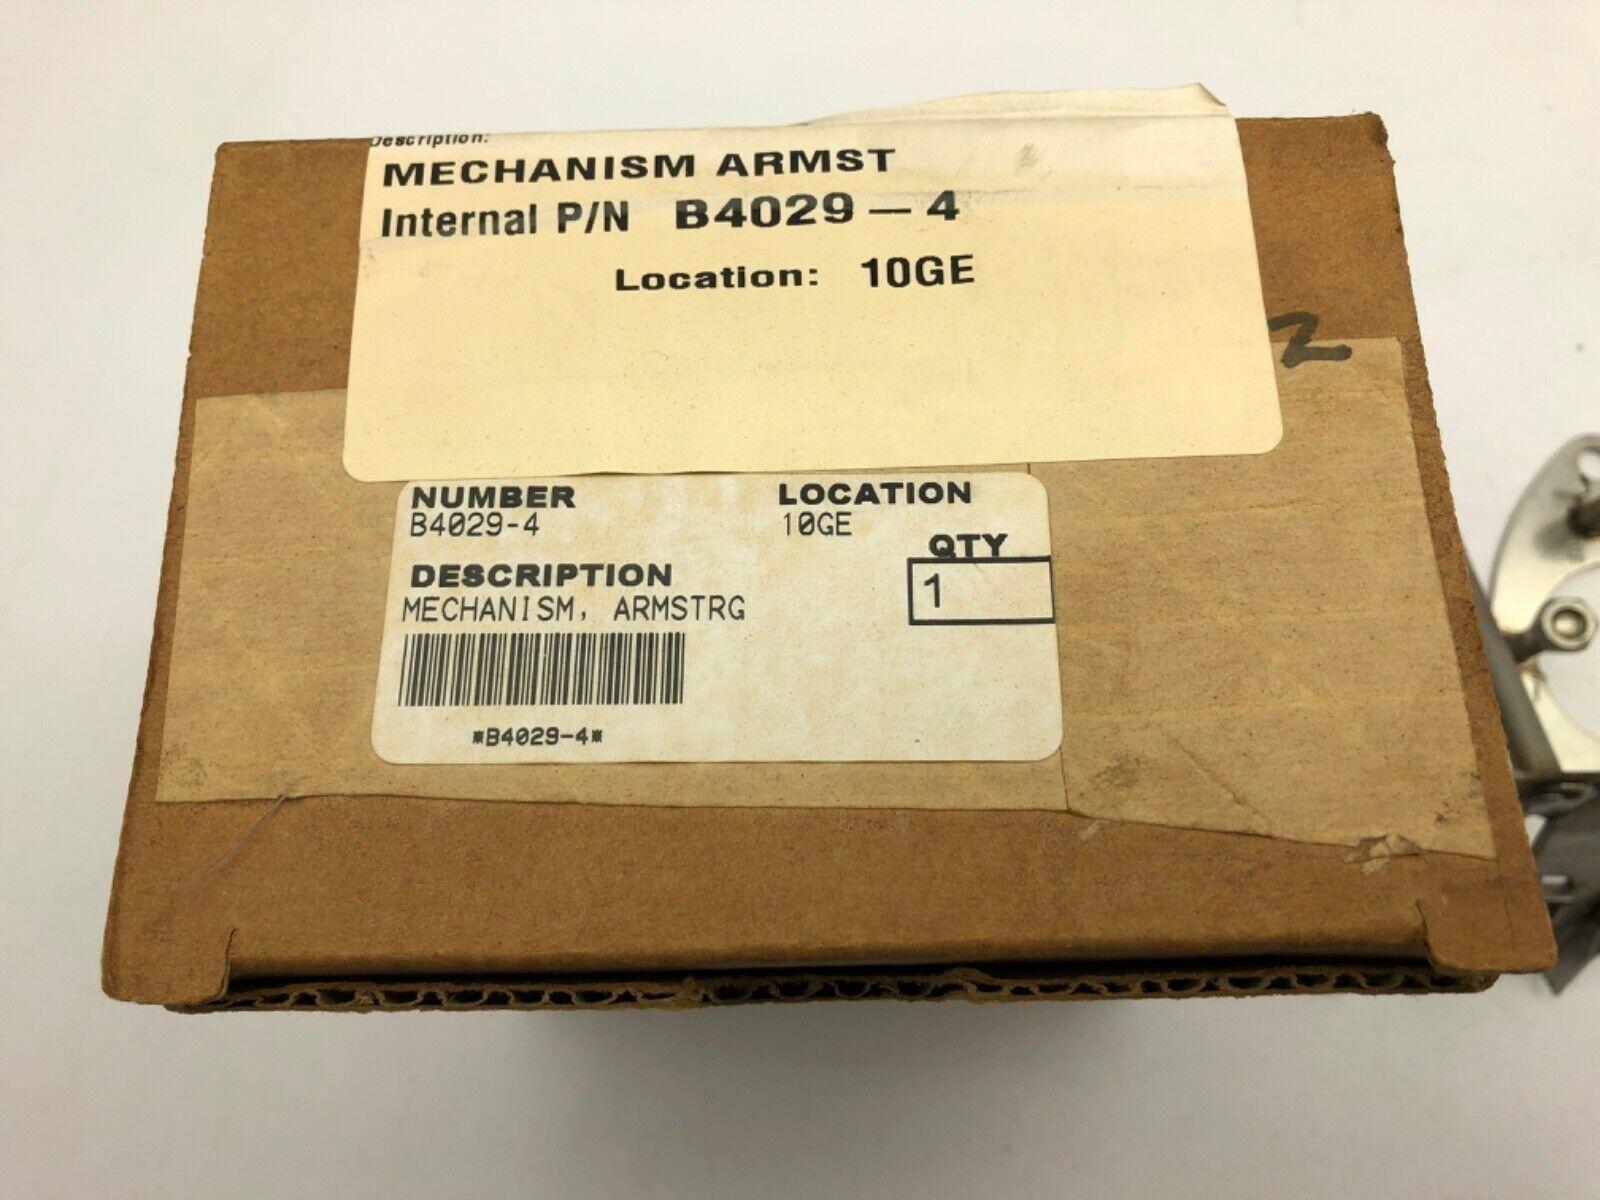 Description:
MECHANISM ARMST
Internal P/N B4029-4
Location: 10GE
2
NUMBER
B4029-4
LOCATION
10GE
QTY
1
DESCRIPTION
MECHANISM, ARMSTRG
*B4029-4*